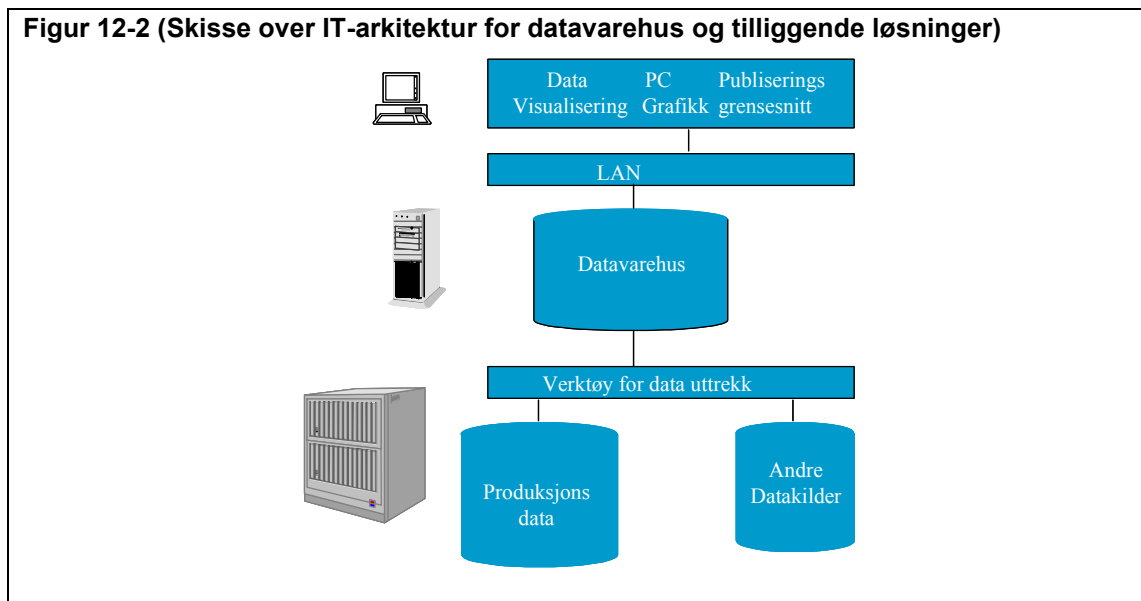 Figur 12-2 (Skisse over IT-arkitektur for datavarehus og tilliggende løsninger)
Data PC Publiserings
Visualisering Grafikk grensesnitt
LAN
Datavarehus
Verktøy for data uttrekk
Produksjons
data
Andre
Datakilder